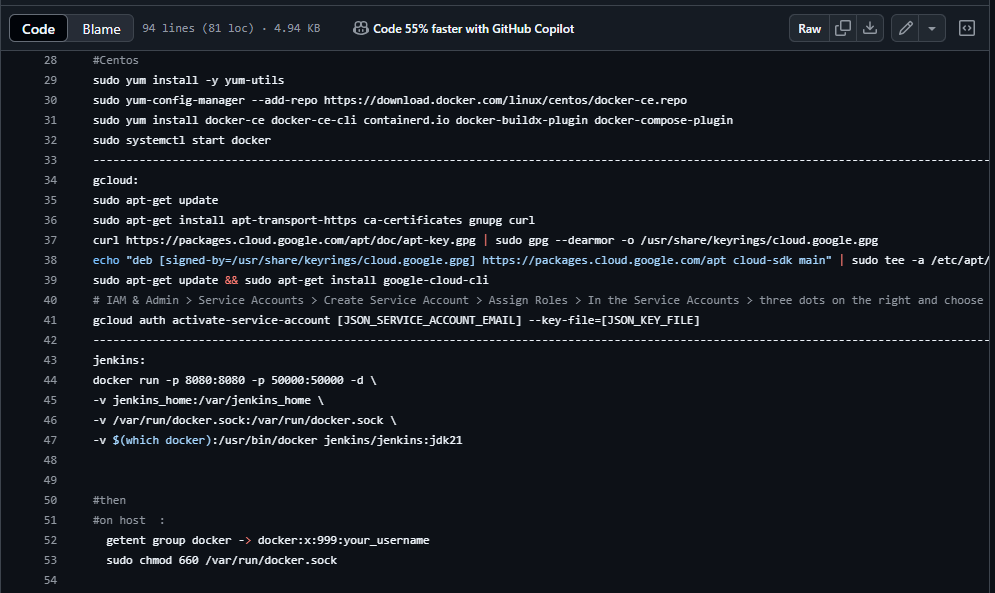 Code Blame 94 lines (81 loc) · 4.94 KB Code 55% faster with GitHub Copilot Raw
28 #Centos
29 sudo yum install -y yum-utils
30 sudo yum-config-manager --add-repo https://download.docker.com/linux/centos/docker-ce.repo
31 sudo yum install docker-ce docker-ce-cli containerd.io docker-buildx-plugin docker-compose-plugin
32 sudo systemctl start docker
33 ----------------------------------------------------------------------------------------------------------------------------------------
34 gcloud:
35 sudo apt-get update
36 sudo apt-get install apt-transport-https ca-certificates gnupg curl
37 curl https://packages.cloud.google.com/apt/doc/apt-key.gpg | sudo gpg --dearmor -o /usr/share/keyrings/cloud.google.gpg
38 echo "deb [signed-by=/usr/share/keyrings/cloud.google.gpg] https://packages.cloud.google.com/apt cloud-sdk main" | sudo tee -a /etc/apt/
39 sudo apt-get update && sudo apt-get install google-cloud-cli
40 # IAM & Admin > Service Accounts > Create Service Account > Assign Roles > In the Service Accounts > three dots on the right and choose
41 gcloud auth activate-service-account [JSON_SERVICE_ACCOUNT_EMAIL] --key-file=[JSON_KEY_FILE]
42 ----------------------------------------------------------------------------------------------------------------------------------------
43 jenkins:
44 docker run -p 8080:8080 -p 50000:50000 -d \
45 -v jenkins_home:/var/jenkins_home \
46 -v /var/run/docker.sock:/var/run/docker.sock \
47 -v $(which docker):/usr/bin/docker jenkins/jenkins:jdk21
48
49
50 #then
51 #on host  :
52   getent group docker -> docker:x:999:your_username
53   sudo chmod 660 /var/run/docker.sock
54